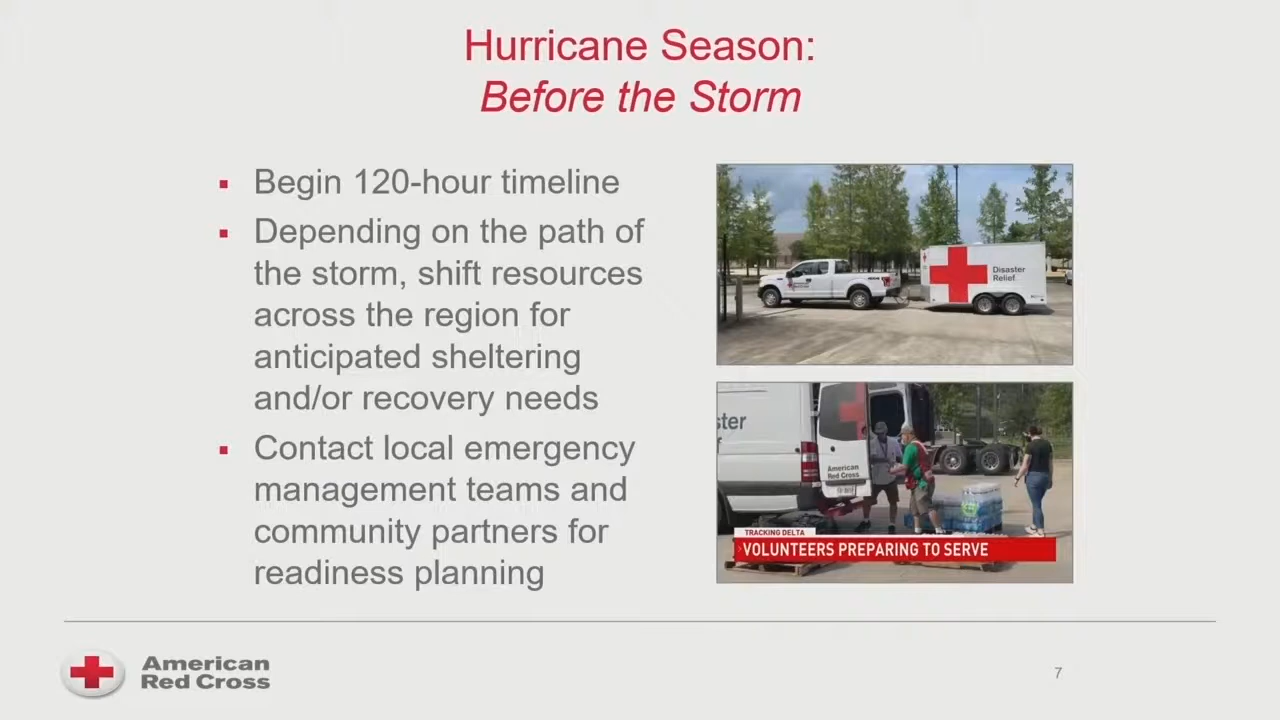 Hurricane Season:
Before the Storm
▪ Begin 120-hour timeline
▪ Depending on the path of
the storm, shift resources
across the region for
anticipated sheltering
and/or recovery needs
▪ Contact local emergency
management teams and
community partners for
readiness planning
Disaster
Relief
ster
f
American
Red Cross
TRACKING DELTA
VOLUNTEERS PREPARING TO SERVE
American
Red Cross
7